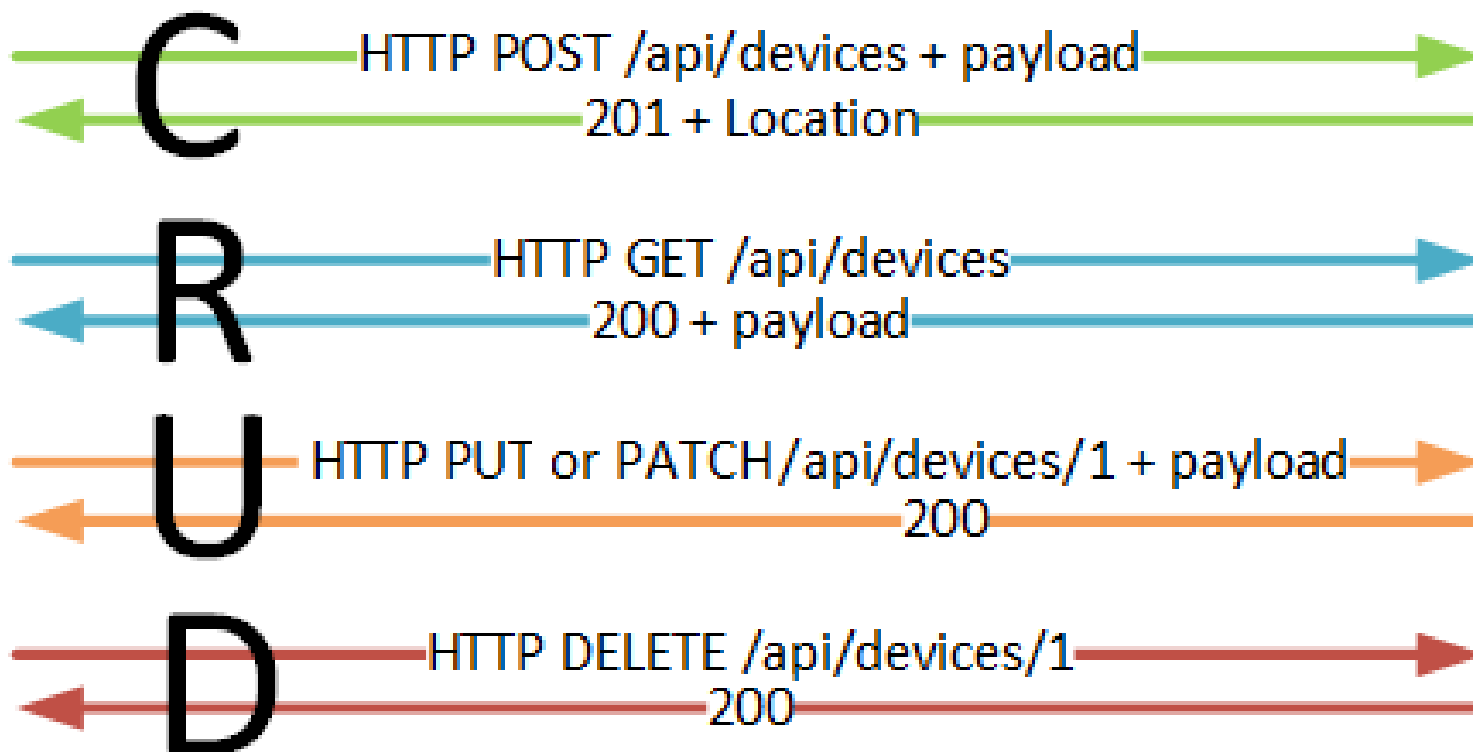 C
HTTP POST /api/devices + payload
201 + Location
R
HTTP GET /api/devices
200 + payload
U
HTTP PUT or PATCH/api/devices/1 + payload
200
D
HTTP DELETE /api/devices/1
200